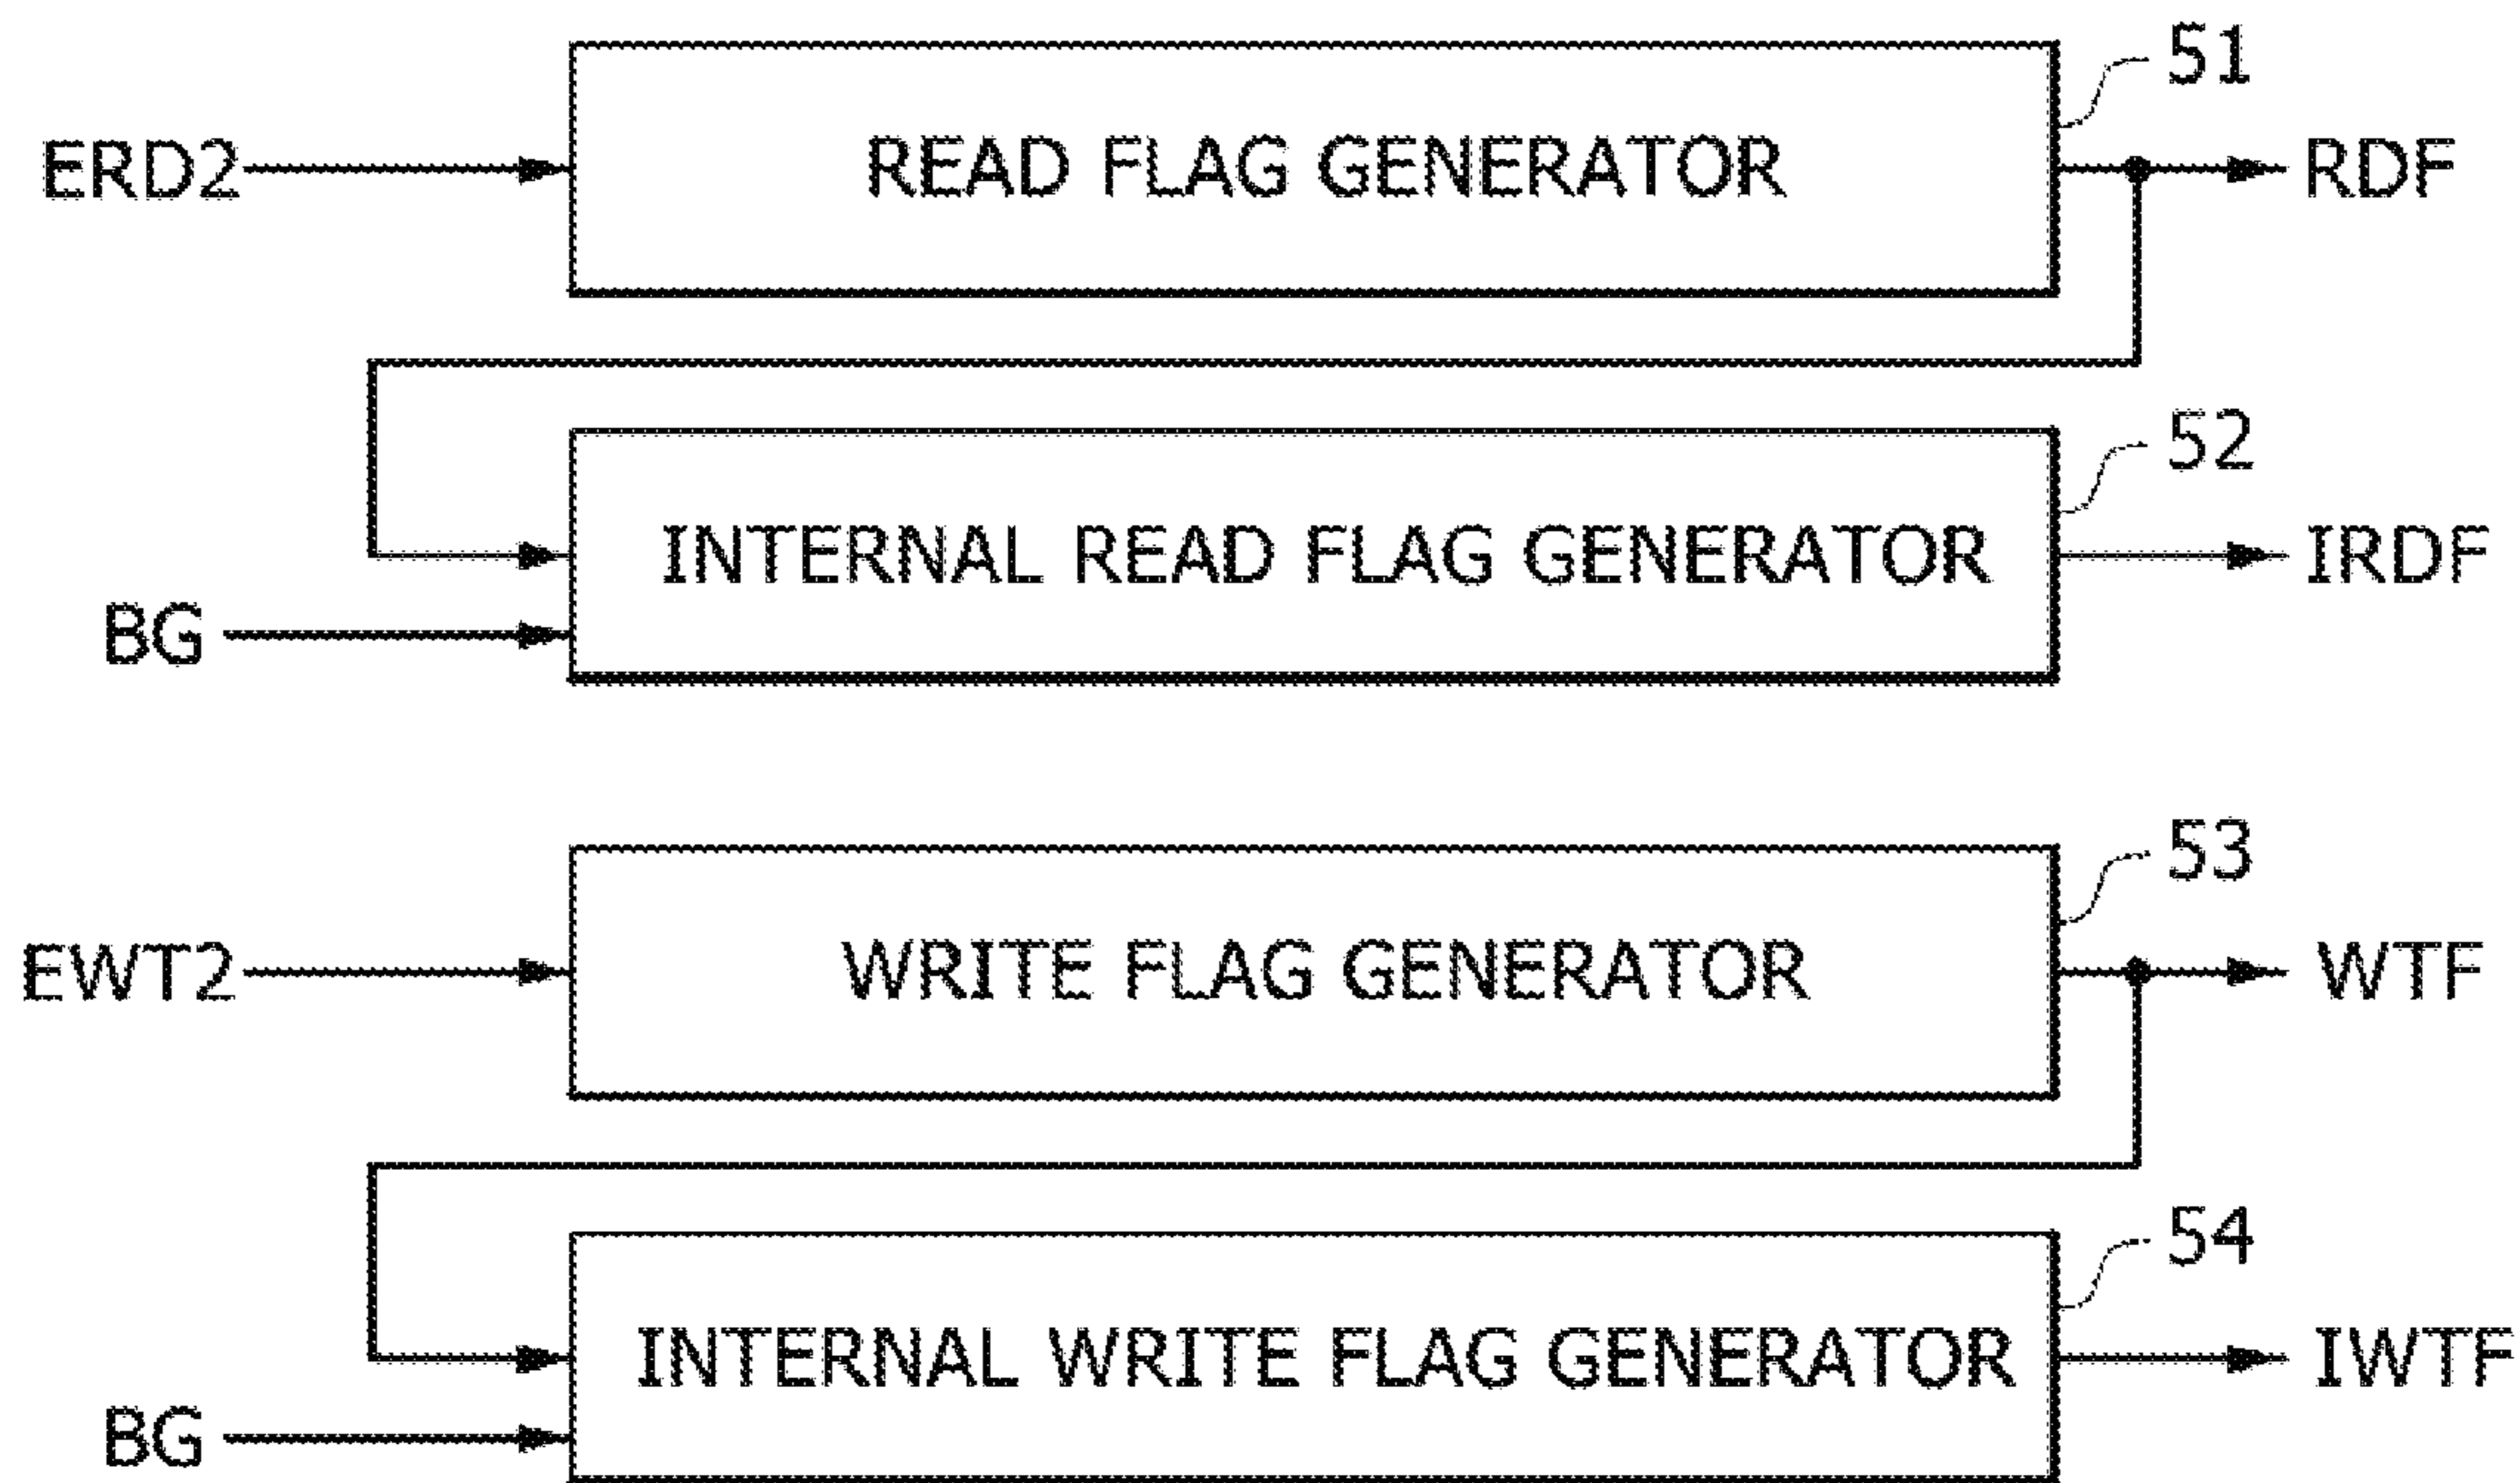 51
ERD2 READ FLAG GENERATOR RDF
52
INTERNAL READ FLAG GENERATOR IRDF
BG
53
EWT2 WRITE FLAG GENERATOR WTF
54
INTERNAL WRITE FLAG GENERATOR IWTF
BG